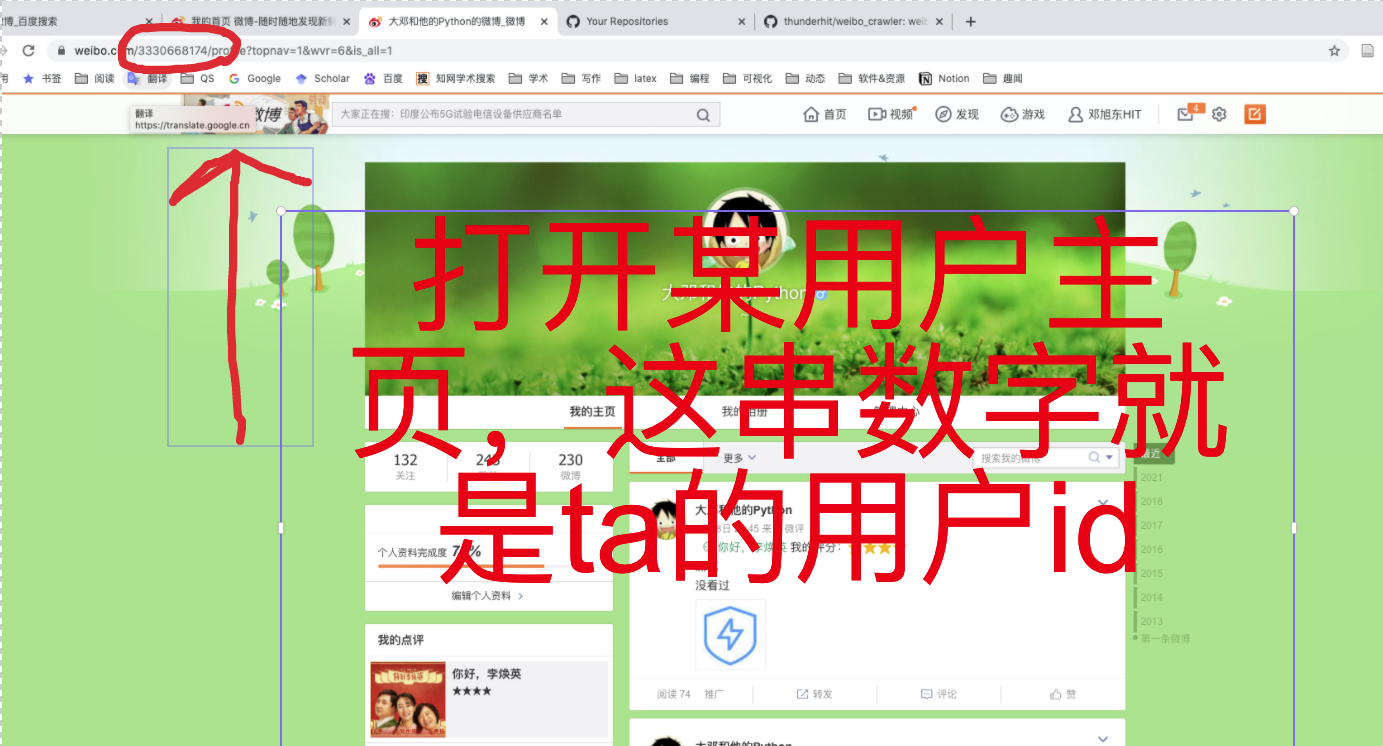 博_百度搜索
我的首页 微博-随时随地发现新
大邓和他的Python的微博_微博
Your Repositories
thunderhit/weibo_crawler: wei
weibo.com/3330668174/profile?topnav=1&wvr=6&is_all=1
用 书签 阅读 翻译 QS Google Scholar 百度 知网学术搜索 学术 写作 latex 编程 可视化 动态 软件&资源 Notion 趣闻
翻译
https://translate.google.cn
微博
大家正在搜：印度公布5G试验电信设备供应商名单
首页 视频 发现 游戏 邓旭东HIT 4
打开某用户主
页，这串数字就
是ta的用户id
大邓和他的Python
我的主页 我的相册 管理中心
132
关注
230
微博
全部 更多
搜索我的微博
最近
2021
2018
2017
2016
2015
2014
2013
第一条微博
个人资料完成度
编辑个人资料 >
我的点评
你好，李焕英
★★★★
大邓和他的Python
你好，李焕英 我的评分：
没看过
阅读 74 推广 转发 评论 赞
大邓和他的Python